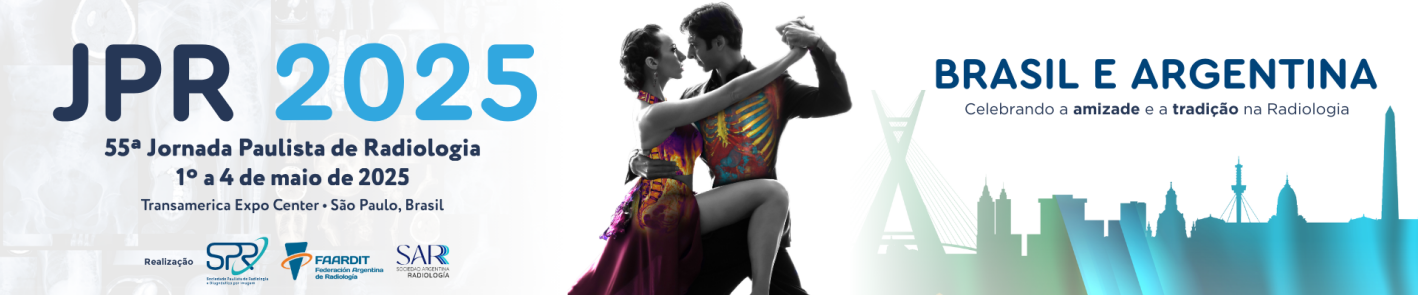 JPR 2025
55ª Jornada Paulista de Radiologia
1º a 4 de maio de 2025
Transamerica Expo Center • São Paulo, Brasil
Realização
SPR
Sociedade Paulista de Radiologia
e Diagnóstico por Imagem
FAARDIT
Federación Argentina
de Radiología
SAR
SOCIEDAD ARGENTINA
RADIOLOGÍA
BRASIL E ARGENTINA
Celebrando a amizade e a tradição na Radiologia